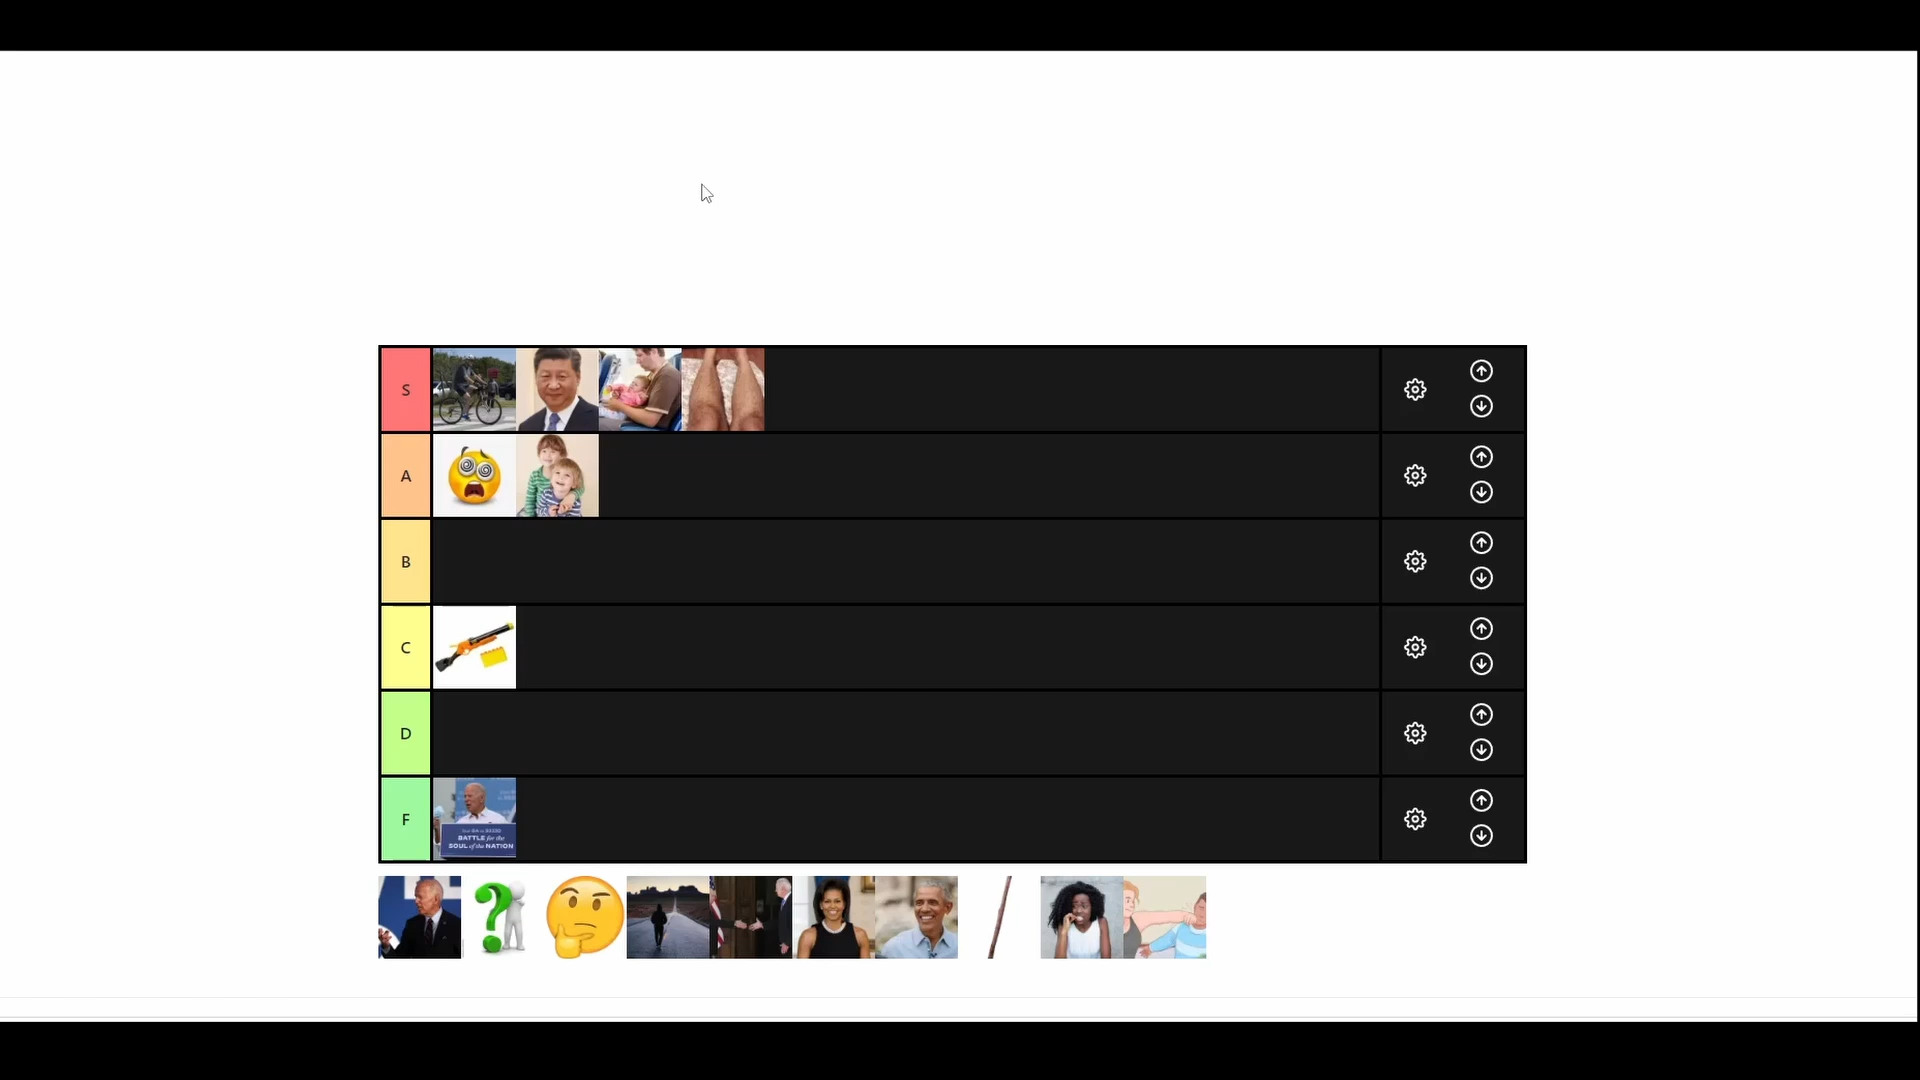 S
A
B
C
D
F
BATTLE for the
SOUL of the NATION